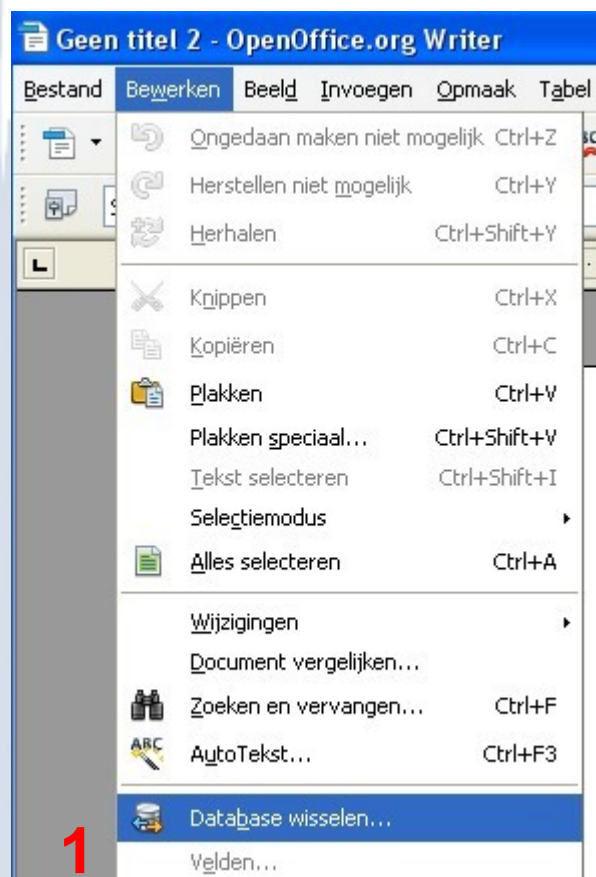 Geen titel 2 - OpenOffice.org Writer
Bestand Bewerken Beeld Invoegen Opmaak Tabel
Ongedaan maken niet mogelijk Ctrl+Z
Herstellen niet mogelijk Ctrl+Y
Herhalen Ctrl+Shift+Y
Knippen Ctrl+X
Kopiëren Ctrl+C
Plakken Ctrl+V
Plakken speciaal... Ctrl+Shift+V
Tekst selecteren Ctrl+Shift+I
Selectiemodus
Alles selecteren Ctrl+A
Wijzigingen
Document vergelijken...
Zoeken en vervangen... Ctrl+F
ABC AutoTekst... Ctrl+F3
Database wisselen...
1 Velden...